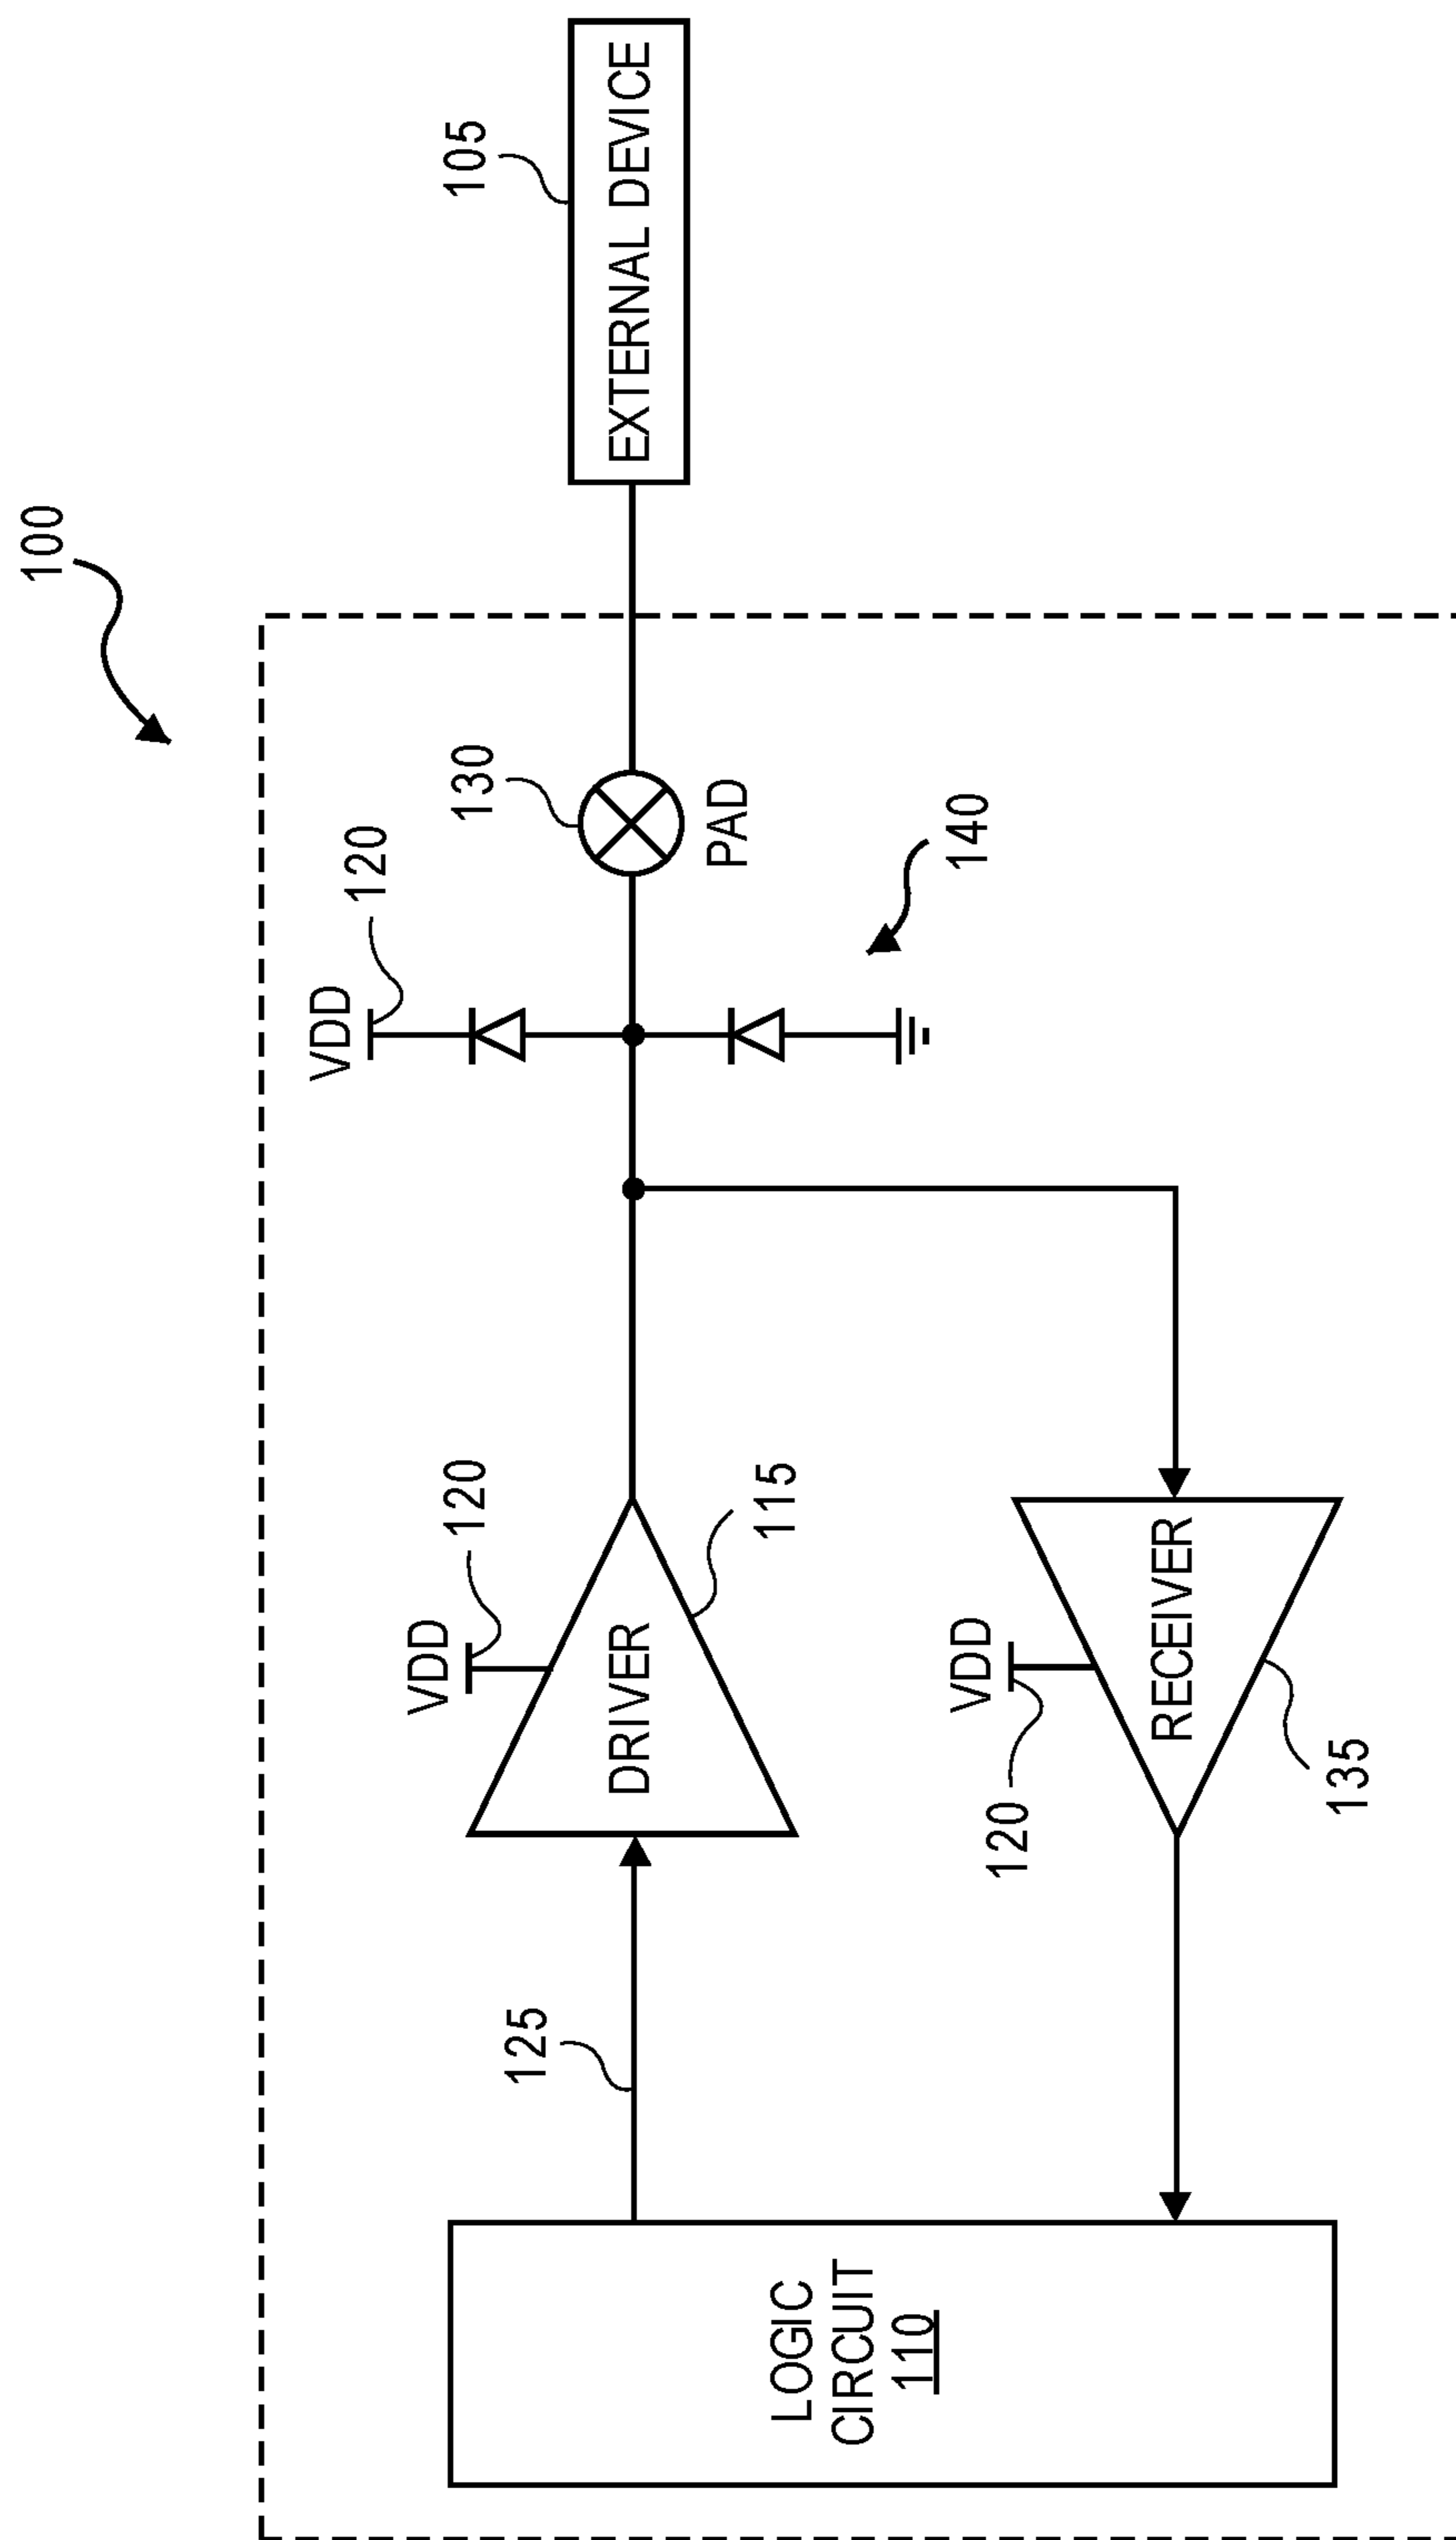 100
105
EXTERNAL DEVICE
VDD
120
130
PAD
140
VDD
120
DRIVER
115
125
VDD
120
RECEIVER
135
LOGIC
CIRCUIT
110